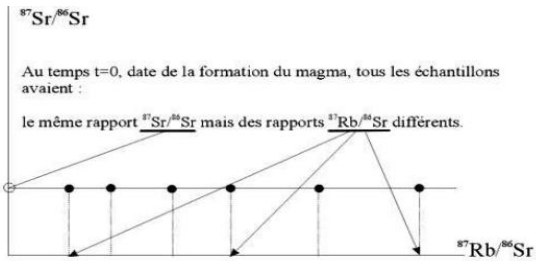 ⁸⁷Sr/⁸⁶Sr
Au temps t=0, date de la formation du magma, tous les échantillons
avaient :
le même rapport ⁸⁷Sr/⁸⁶Sr mais des rapports ⁸⁷Rb/⁸⁶Sr différents.
⁸⁷Rb/⁸⁶Sr